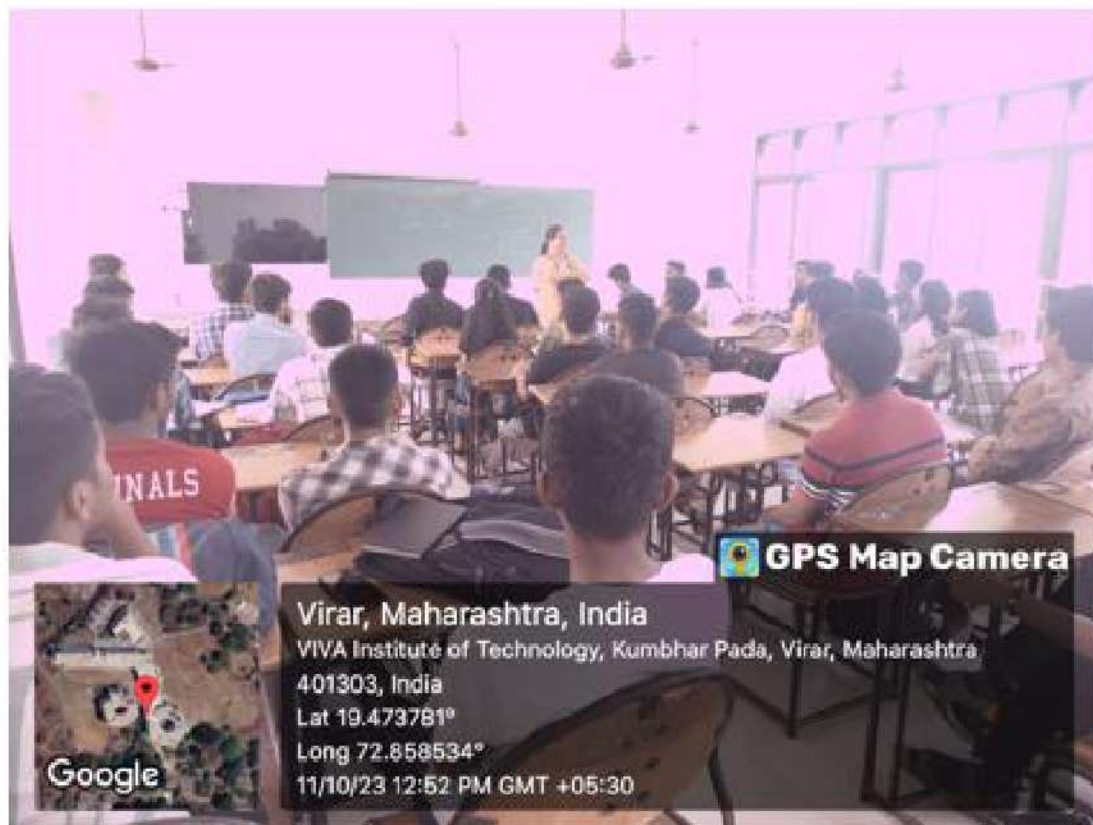 INALS
GPS Map Camera
Virar, Maharashtra, India
VIVA Institute of Technology, Kumbhar Pada, Virar, Maharashtra
401303, India
Lat 19.473781°
Long 72.858534°
11/10/23 12:52 PM GMT +05:30
Google